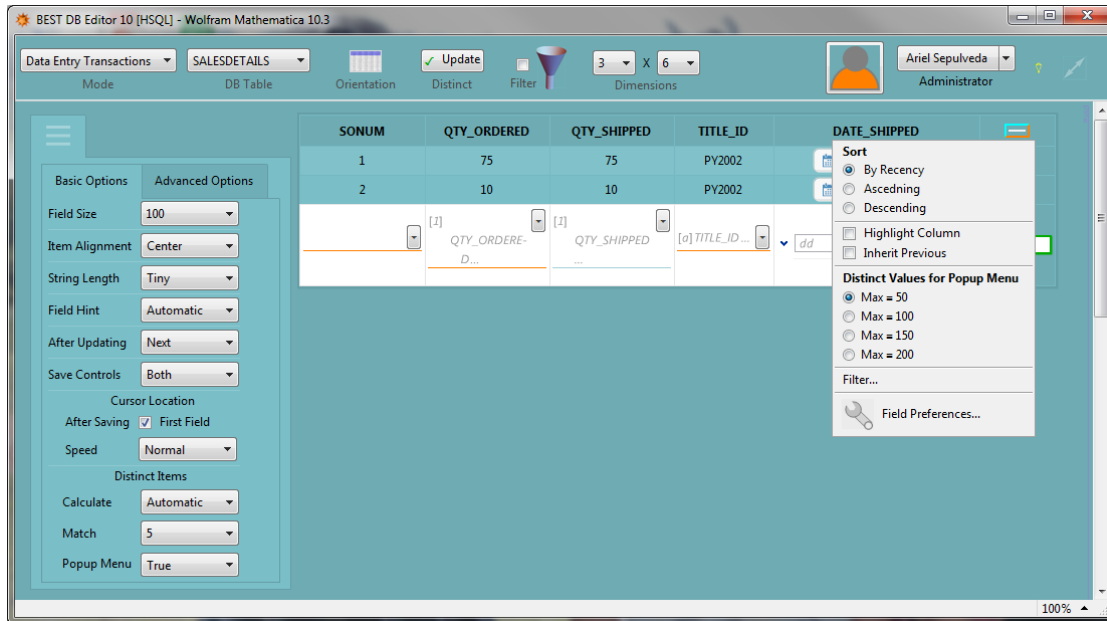 BEST DB Editor 10 [HSQL] - Wolfram Mathematica 10.3
Data Entry Transactions SALESDETAILS Update 3 X 6 Ariel Sepulveda
Mode DB Table Orientation Distinct Filter Dimensions Administrator
SONUM QTY_ORDERED QTY_SHIPPED TITLE_ID DATE_SHIPPED
1 75 75 PY2002
2 10 10 PY2002
[1] [1]
QTY_ORDERE- QTY_SHIPPED [a] TITLE_ID ... dd
D... ...
Basic Options Advanced Options
Field Size 100
Item Alignment Center
String Length Tiny
Field Hint Automatic
After Updating Next
Save Controls Both
Cursor Location
After Saving First Field
Speed Normal
Distinct Items
Calculate Automatic
Match 5
Popup Menu True
Sort
By Recency
Ascedning
Descending
Highlight Column
Inherit Previous
Distinct Values for Popup Menu
Max = 50
Max = 100
Max = 150
Max = 200
Filter...
Field Preferences...
100%